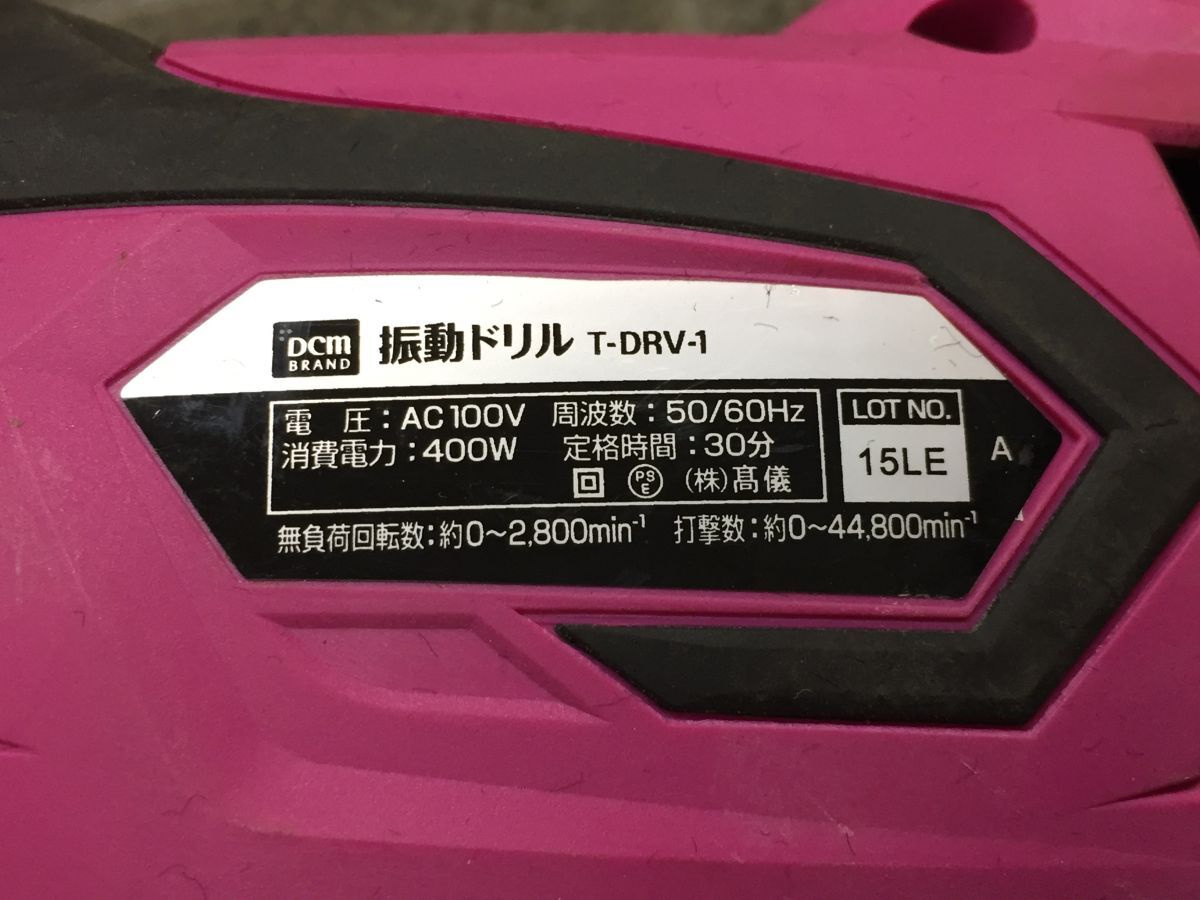 DCM BRAND 振動ドリル T-DRV-1
電 圧：AC100V 周波数：50/60Hz
消費電力：400W 定格時間：30分
PSE (株)髙儀
LOT NO.
15LE
A
無負荷回転数：約0〜2,800min⁻¹ 打撃数：約0〜44,800min⁻¹